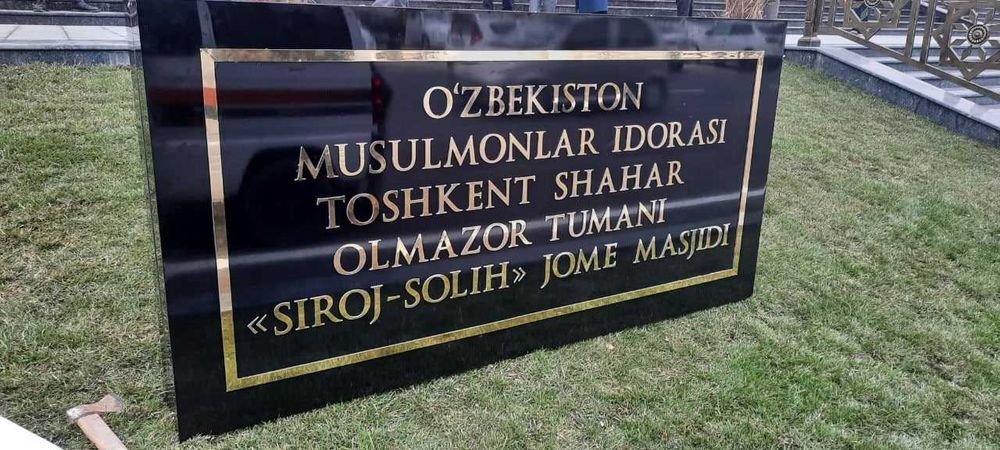 O‘ZBEKISTON
MUSULMONLAR IDORASI
TOSHKENT SHAHAR
OLMAZOR TUMANI
«SIROJ-SOLIH» JOME MASJIDI